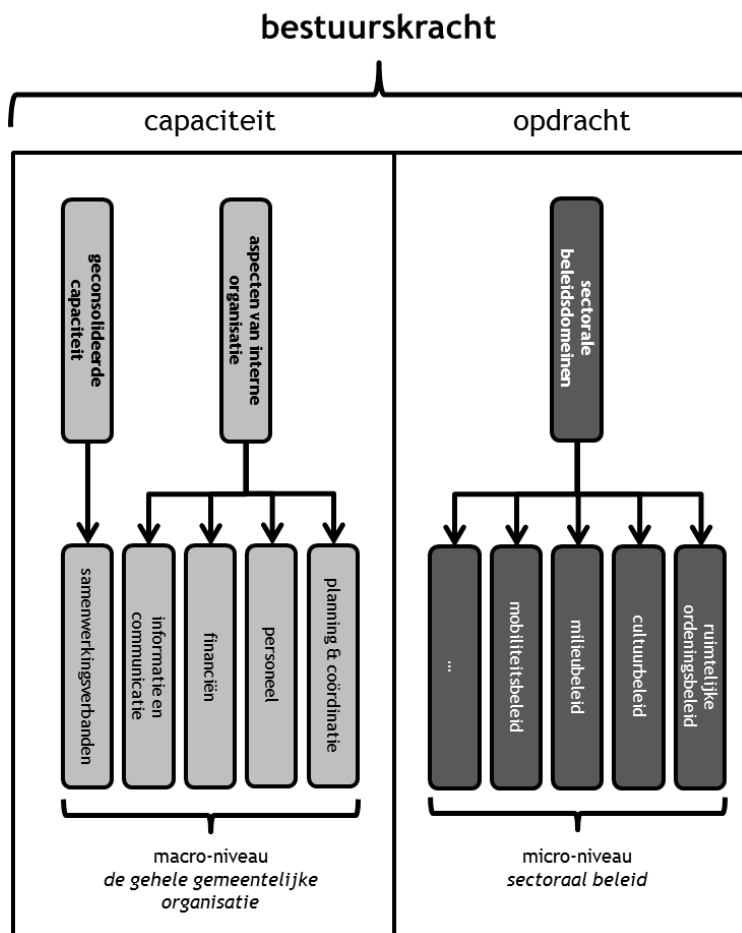 bestuurskracht
capaciteit
opdracht
geconsolideerde
capaciteit
aspecten van interne
organisatie
sectorale
beleidsdomeinen
samenwerkingsverbanden
informatie en
communicatie
financiën
personeel
planning & coördinatie
...
mobiliteitsbeleid
milieubeleid
cultuurbeleid
ruimtelijke
ordeningsbeleid
macro-niveau
de gehele gemeentelijke
organisatie
micro-niveau
sectoraal beleid